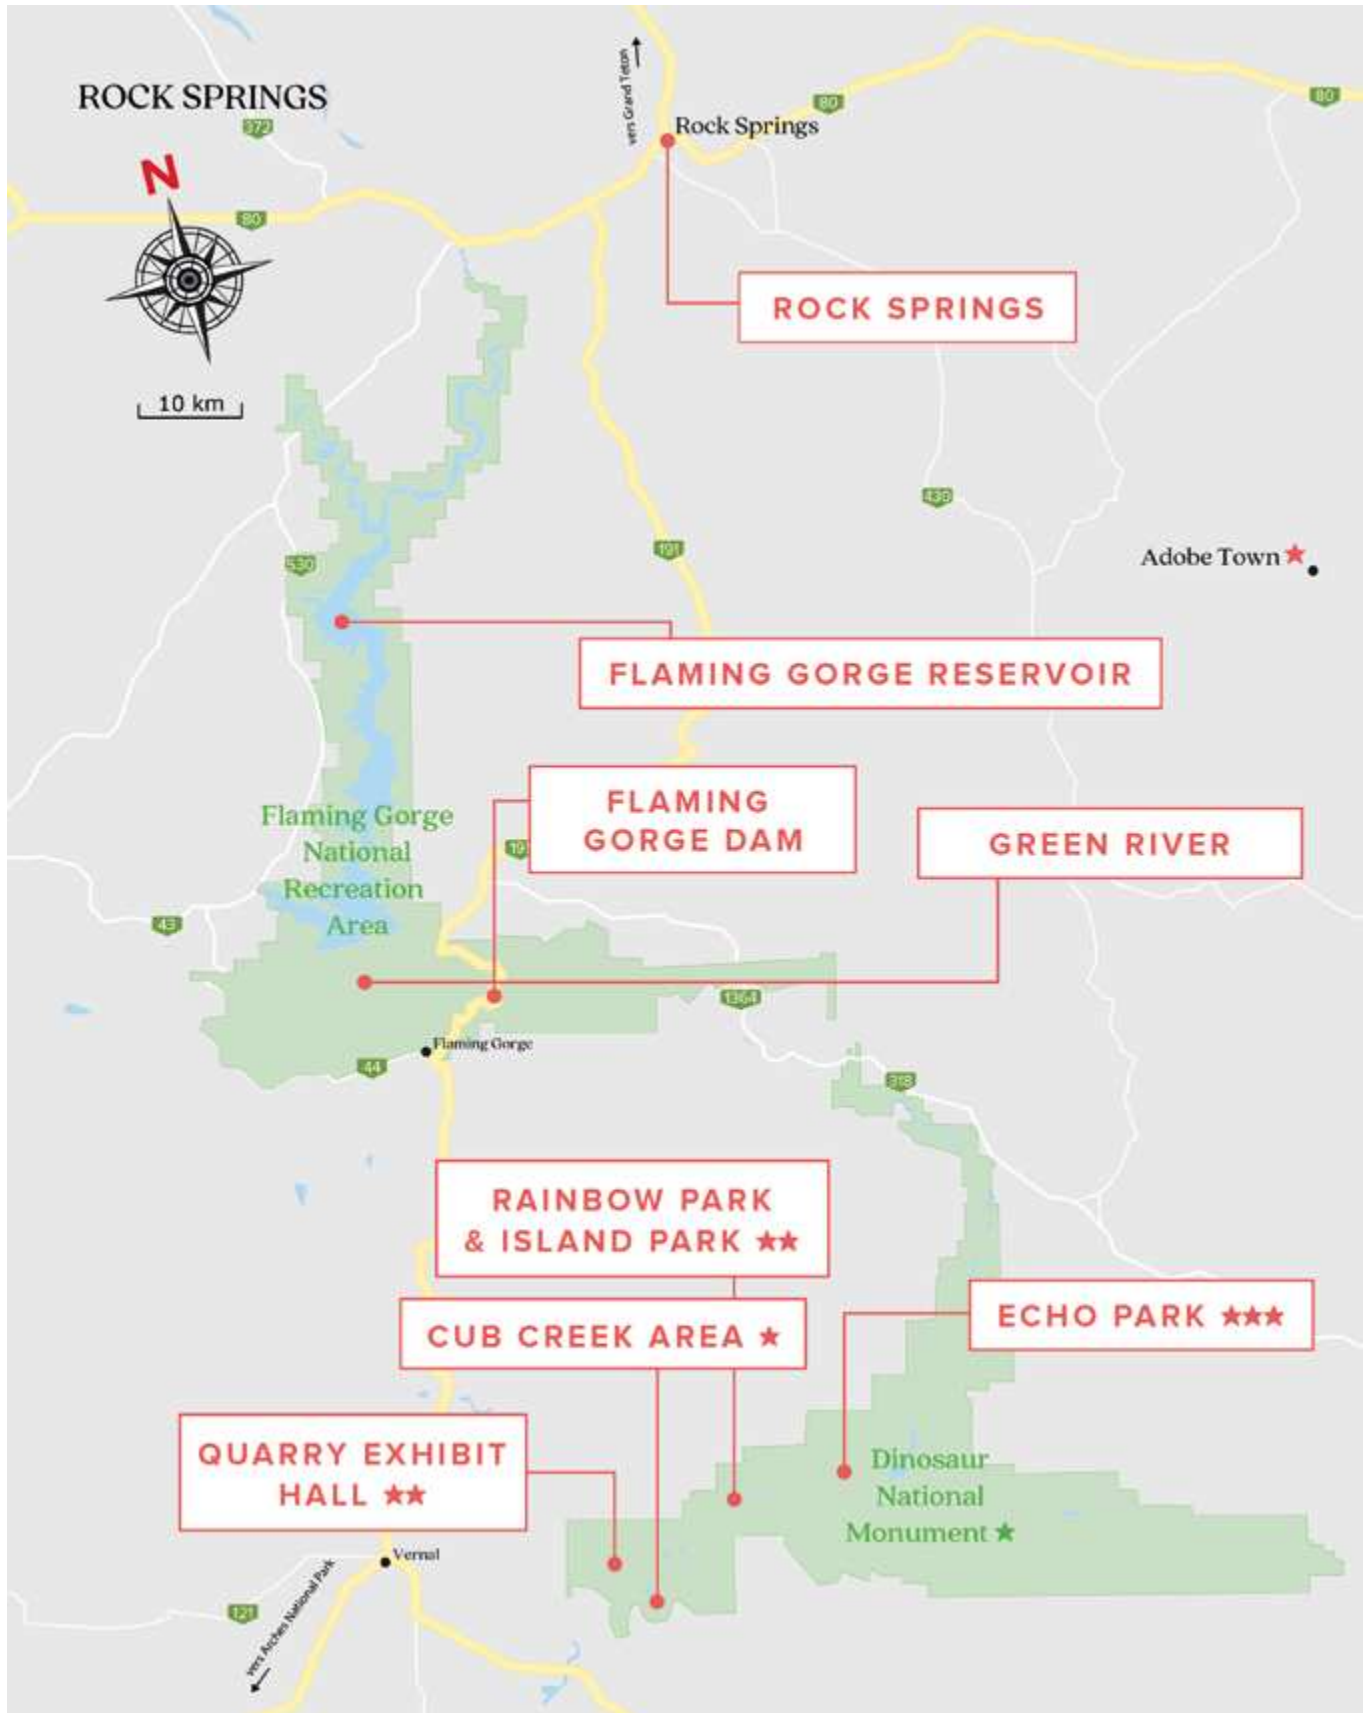 ROCK SPRINGS
372
N
80
10 km
vers Grand Teton
Rock Springs
80
80
ROCK SPRINGS
430
191
530
Adobe Town ★
FLAMING GORGE RESERVOIR
FLAMING
GORGE DAM
GREEN RIVER
Flaming Gorge
National
Recreation
Area
43
1364
Flaming Gorge
44
318
RAINBOW PARK
& ISLAND PARK ★★
CUB CREEK AREA ★
ECHO PARK ★★★
QUARRY EXHIBIT
HALL ★★
Dinosaur
National
Monument ★
Vernal
121
vers Arches National Park